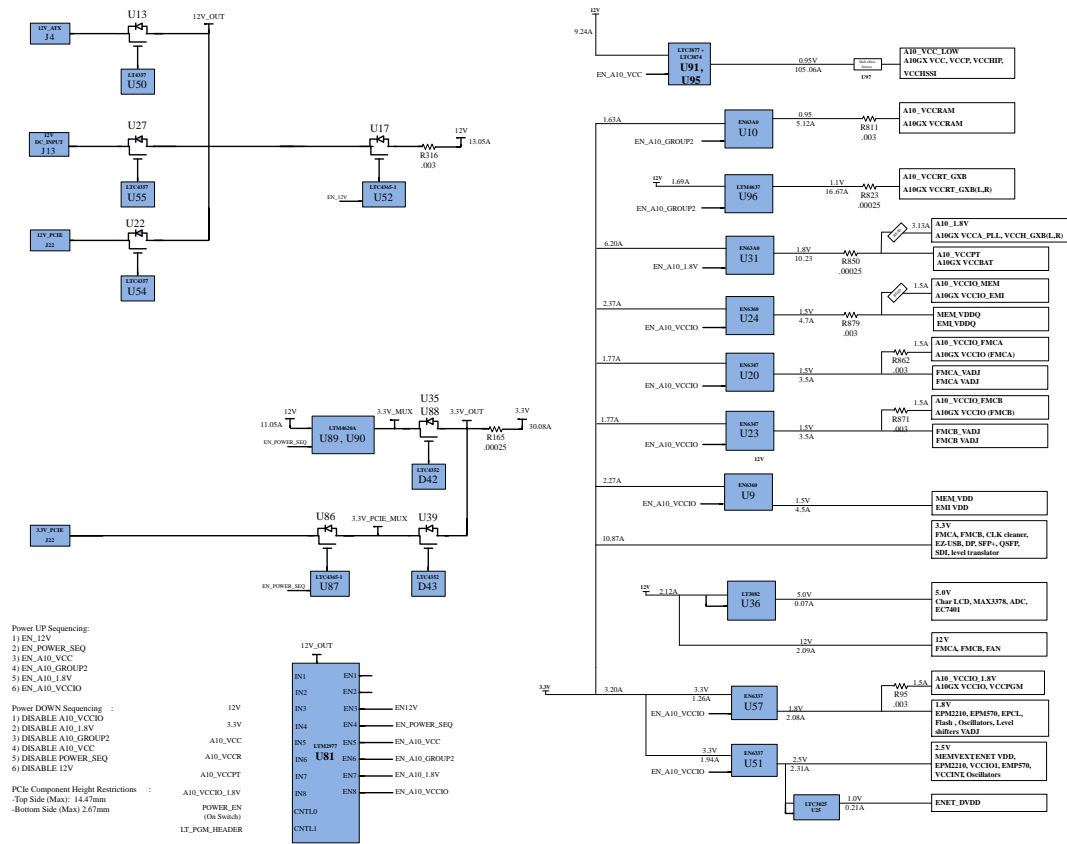 12V_ATX
J4
U13
LT4357
U50
12V_OUT
12V
DC_INPUT
J13
U27
LTC4357
U55
U17
LTC4365-1
U52
EN_12V
R316
.003
12V
13.05A
12V_PCIE
J22
U22
LTC4357
U54
12V
11.05A
EN_POWER_SEQ
LTM4620A
U89 , U90
3.3V_MUX
U35
U88
LTC4352
D42
3.3V_OUT
R165
.00025
3.3V
30.08A
3.3V_PCIE
J22
U86
LTC4365-1
U87
EN_POWER_SEQ
3.3V_PCIE_MUX
U39
LTC4352
D43
Power UP Sequencing:
1) EN_12V
2) EN_POWER_SEQ
3) EN_A10_VCC
4) EN_A10_GROUP2
5) EN_A10_1.8V
6) EN_A10_VCCIO
Power DOWN Sequencing :
1) DISABLE A10_VCCIO
2) DISABLE A10_1.8V
3) DISABLE A10_GROUP2
4) DISABLE A10_VCC
5) DISABLE POWER_SEQ
6) DISABLE 12V
PCIe Component Height Restrictions :
-Top Side (Max): 14.47mm
-Bottom Side (Max) 2.67mm
12V_OUT
LTM2977
U81
IN1
IN2
12V IN3
3.3V IN4
A10_VCC IN5
A10_VCCR IN6
A10_VCCPT IN7
A10_VCCIO_1.8V IN8
POWER_EN
(On Switch)
CNTL0
LT_PGM_HEADER CNTL1
EN1
EN2
EN3 EN12V
EN4 EN_POWER_SEQ
EN5 EN_A10_VCC
EN6 EN_A10_GROUP2
EN7 EN_A10_1.8V
EN8 EN_A10_VCCIO
12V
9.24A
EN_A10_VCC
LTC3877 +
LTC3874
U91,
U95
0.95V
105.06A
U97
A10_VCC_LOW
A10GX VCC, VCCP, VCCHIP,
VCCHSSI
1.63A
EN_A10_GROUP2
EN63A0
U10
0.95
5.12A
R811
.003
A10_VCCRAM
A10GX VCCRAM
12V
1.69A
EN_A10_GROUP2
LTM4637
U96
1.1V
16.67A
R823
.00025
A10_VCCRT_GXB
A10GX VCCRT_GXB(L,R)
6.20A
EN_A10_1.8V
EN63A0
U31
1.8V
10.23
R850
.00025
3.13A
A10_1.8V
A10GX VCCA_PLL, VCCH_GXB(L,R)
A10_VCCPT
A10GX VCCBAT
2.37A
EN_A10_VCCIO
EN6360
U24
1.5V
4.7A
R879
.003
1.5A
A10_VCCIO_MEM
A10GX VCCIO_EMI
MEM_VDDQ
EMI_VDDQ
1.77A
EN_A10_VCCIO
EN6347
U20
1.5V
3.5A
R862
.003
1.5A
A10_VCCIO_FMCA
A10GX VCCIO (FMCA)
FMCA_VADJ
FMCA VADJ
1.77A
EN_A10_VCCIO
EN6347
U23
1.5V
3.5A
R871
.003
1.5A
A10_VCCIO_FMCB
A10GX VCCIO (FMCB)
FMCB_VADJ
FMCB VADJ
12V
2.27A
EN_A10_VCCIO
EN6360
U9
1.5V
4.5A
MEM_VDD
EMI VDD
10.87A
3.3V
FMCA, FMCB, CLK cleaner,
EZ-USB, DP, SFP+, QSFP,
SDI, level translator
12V
2.12A
LT3082
U36
5.0V
0.07A
5.0V
Char LCD, MAX3378, ADC,
EC7401
12V
2.09A
12V
FMCA, FMCB, FAN
3.3V
3.20A
3.3V
1.26A
EN_A10_VCCIO
EN6337
U57
1.8V
2.08A
R95
.003
1.5A
A10_VCCIO_1.8V
A10GX VCCIO, VCCPGM
1.8V
EPM2210, EPM570, EPCL,
Flash , Oscillators, Level
shifters VADJ
3.3V
1.94A
EN_A10_VCCIO
EN6337
U51
2.5V
2.31A
2.5V
MEMVEXT,ENET VDD,
EPM2210, VCCIO1, EMP570,
VCCINT, Oscillators
LTC3025
U25
1.0V
0.21A
ENET_DVDD